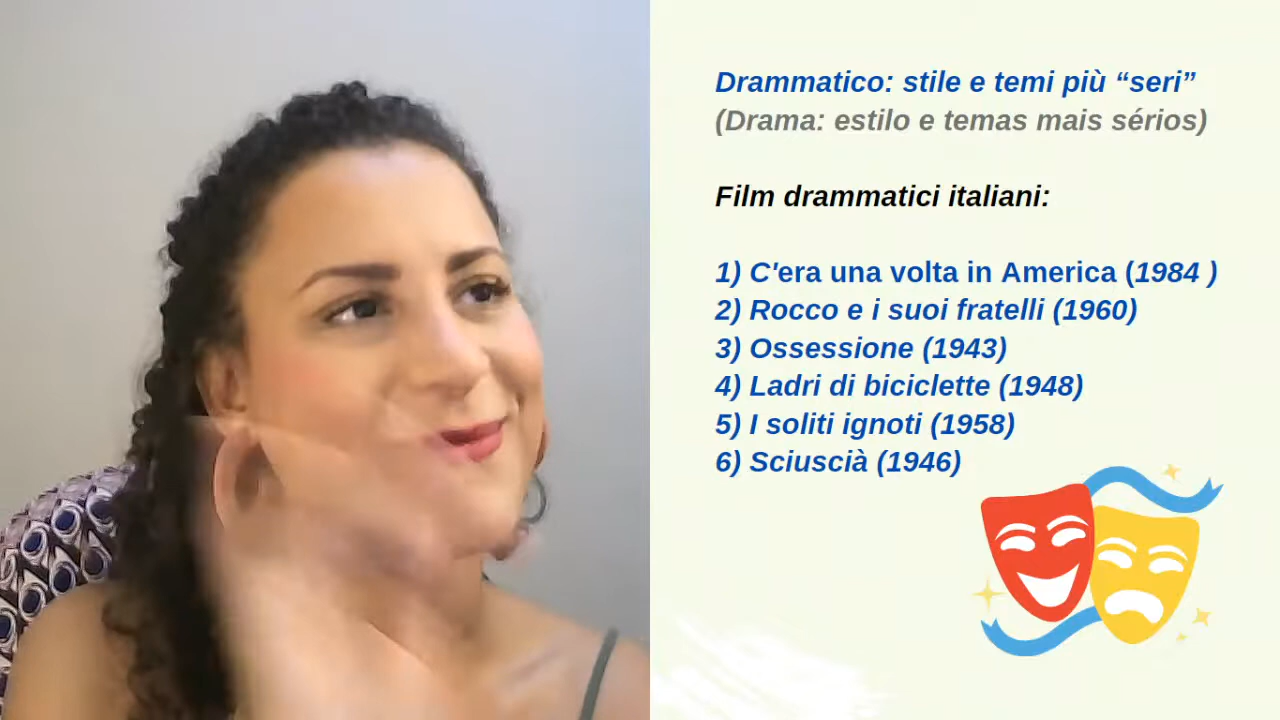 Drammatico: stile e temi più “seri”
(Drama: estilo e temas mais sérios)
Film drammatici italiani:
1) C'era una volta in America (1984 )
2) Rocco e i suoi fratelli (1960)
3) Ossessione (1943)
4) Ladri di biciclette (1948)
5) I soliti ignoti (1958)
6) Sciuscià (1946)